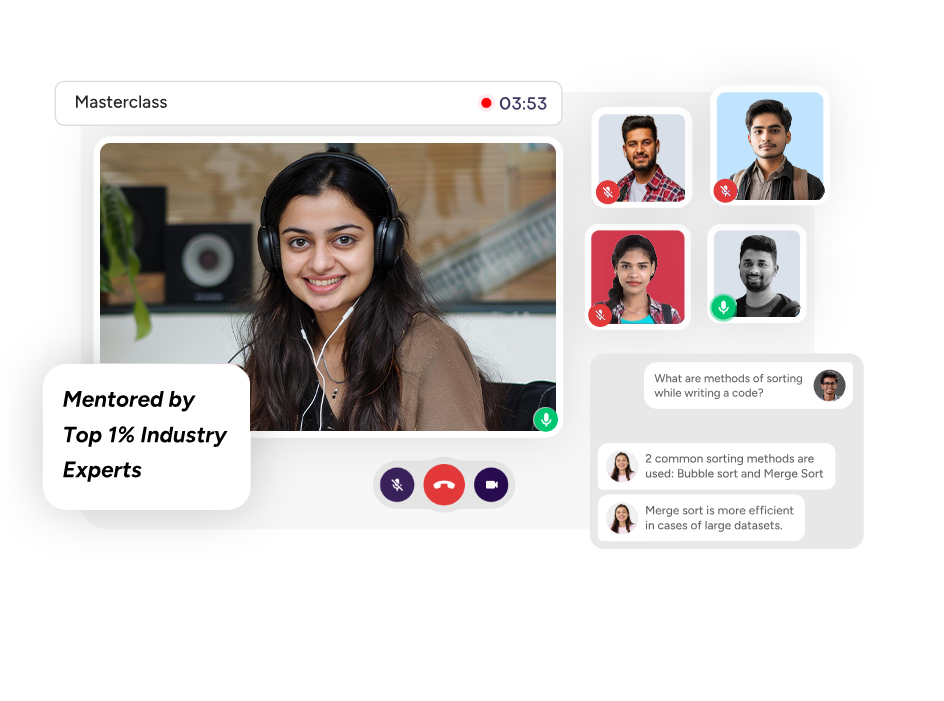 Masterclass
03:53
Mentored by
Top 1% Industry
Experts
What are methods of sorting
while writing a code?
2 common sorting methods are
used: Bubble sort and Merge Sort
Merge sort is more efficient
in cases of large datasets.